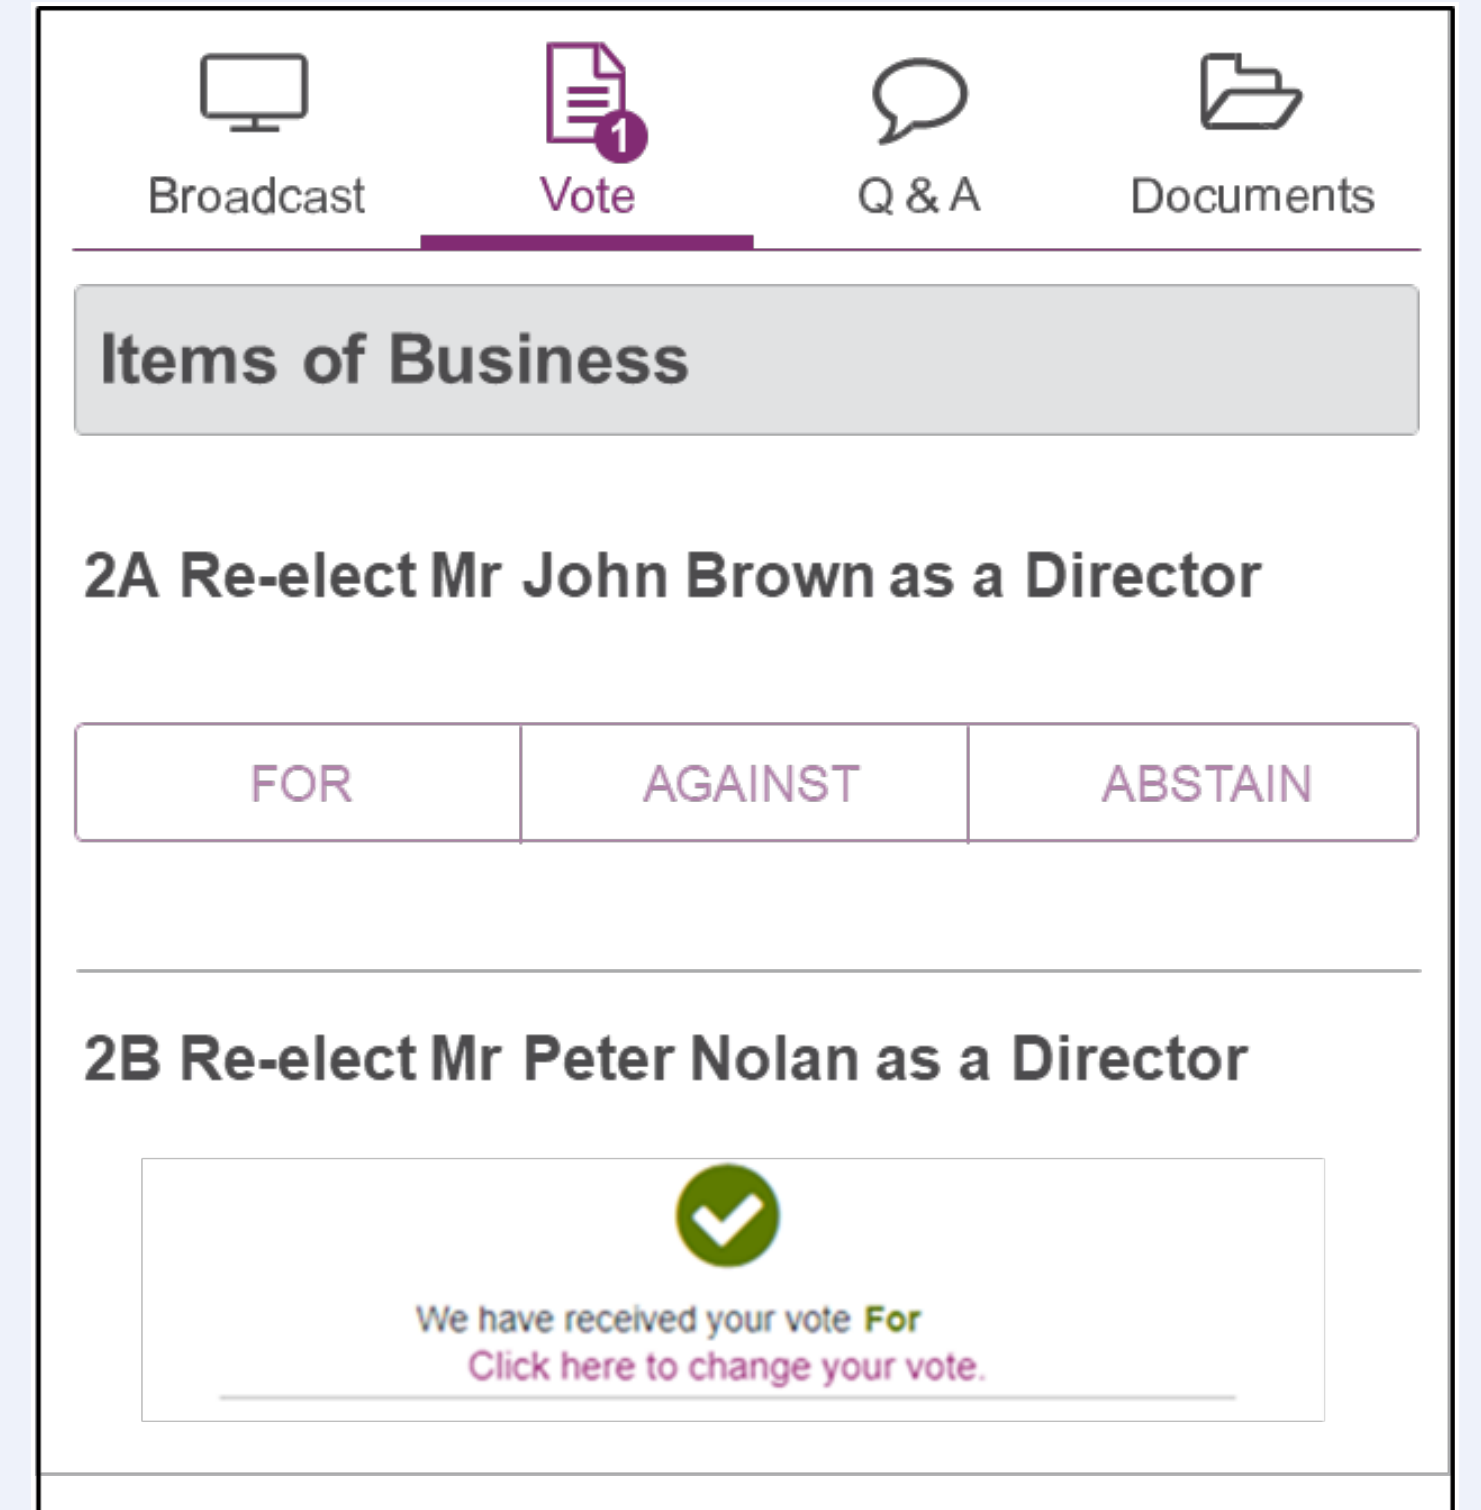 1
Broadcast Vote Q & A Documents
Items of Business
2A Re-elect Mr John Brown as a Director
FOR AGAINST ABSTAIN
2B Re-elect Mr Peter Nolan as a Director
We have received your vote For
Click here to change your vote.